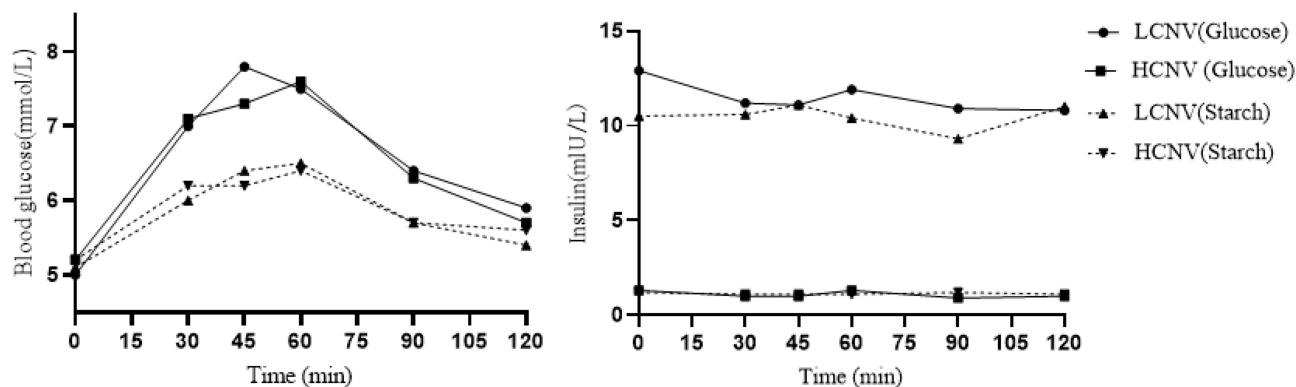 Blood glucose(mmol/L)
8
7
6
5
0 15 30 45 60 75 90 105 120
Time (min)
Insulin(mIU/L)
15
10
5
0
0 15 30 45 60 75 90 105 120
Time (min)
LCNV(Glucose)
HCNV (Glucose)
LCNV(Starch)
HCNV(Starch)